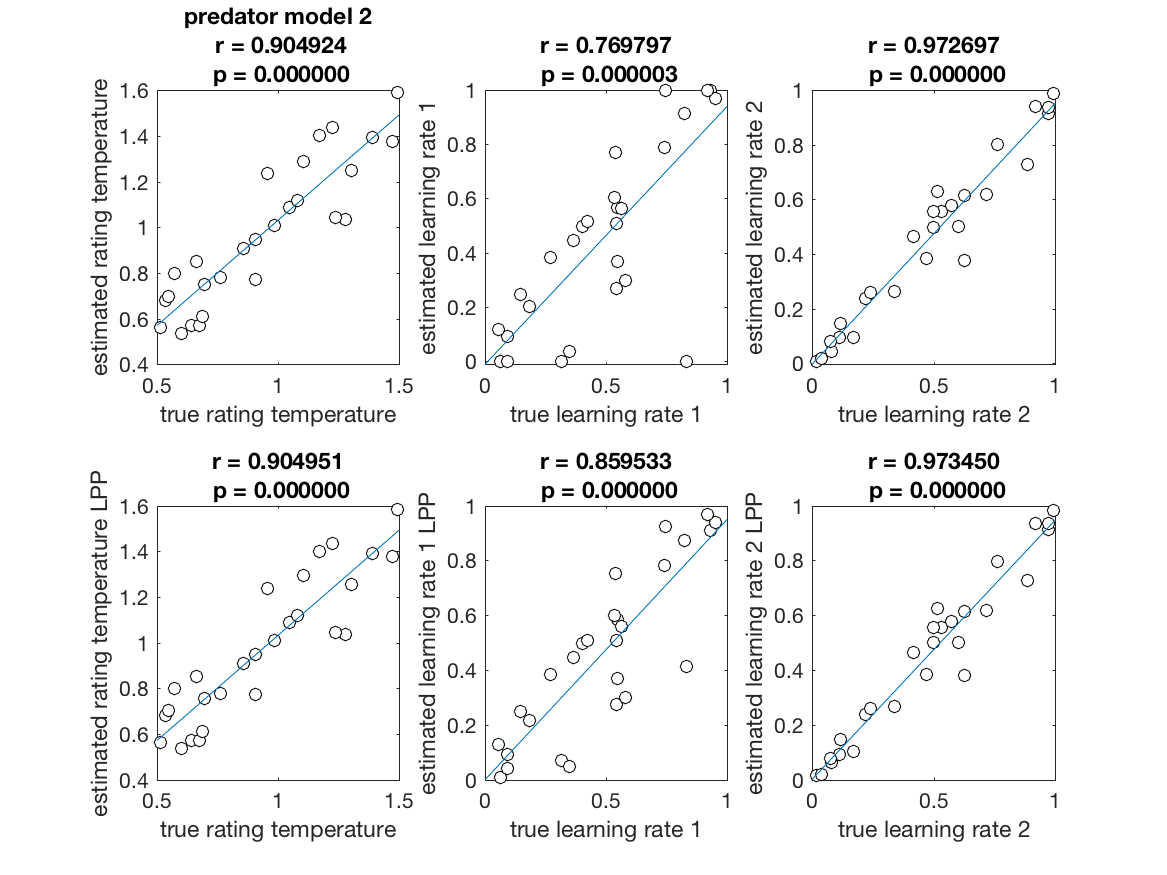 predator model 2
r = 0.904924
p = 0.000000
1.6
1.4
1.2
1
0.8
0.6
0.4
0.5
1
1.5
estimated rating temperature
true rating temperature
r = 0.769797
p = 0.000003
1
0.8
0.6
0.4
0.2
0
0
0.5
1
estimated learning rate 1
true learning rate 1
r = 0.972697
p = 0.000000
1
0.8
0.6
0.4
0.2
0
0
0.5
1
estimated learning rate 2
true learning rate 2
r = 0.904951
p = 0.000000
1.6
1.4
1.2
1
0.8
0.6
0.4
0.5
1
1.5
estimated rating temperature LPP
true rating temperature
r = 0.859533
p = 0.000000
1
0.8
0.6
0.4
0.2
0
0
0.5
1
estimated learning rate 1 LPP
true learning rate 1
r = 0.973450
p = 0.000000
1
0.8
0.6
0.4
0.2
0
0
0.5
1
estimated learning rate 2 LPP
true learning rate 2